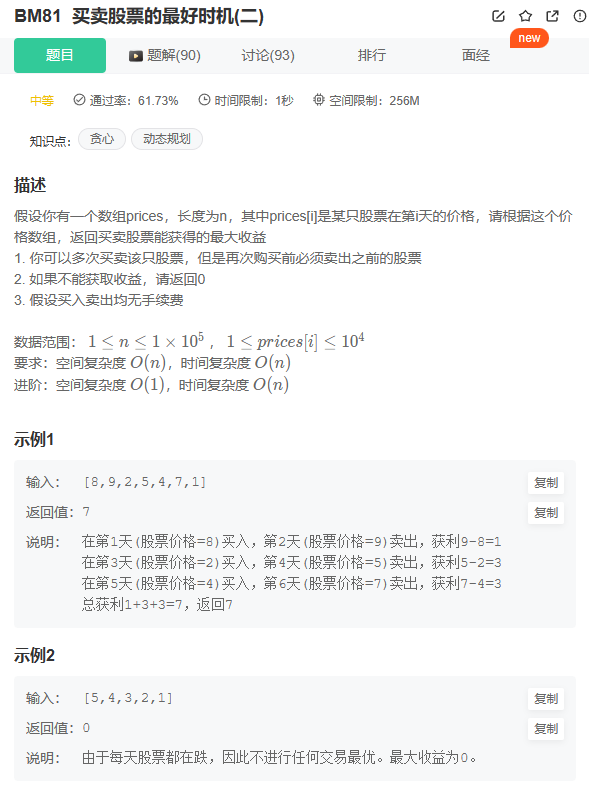 BM81 买卖股票的最好时机(二)
new
题目 题解(90) 讨论(93) 排行 面经
中等 通过率：61.73% 时间限制：1秒 空间限制：256M
知识点： 贪心 动态规划
描述
假设你有一个数组prices，长度为n，其中prices[i]是某只股票在第i天的价格，请根据这个价
格数组，返回买卖股票能获得的最大收益
1. 你可以多次买卖该只股票，但是再次购买前必须卖出之前的股票
2. 如果不能获取收益，请返回0
3. 假设买入卖出均无手续费
数据范围： 1 ≤ n ≤ 1 × 10⁵ ， 1 ≤ prices[i] ≤ 10⁴
要求：空间复杂度 O(n)，时间复杂度 O(n)
进阶：空间复杂度 O(1)，时间复杂度 O(n)
示例1
输入： [8,9,2,5,4,7,1] 复制
返回值：7 复制
说明： 在第1天(股票价格=8)买入，第2天(股票价格=9)卖出，获利9-8=1
在第3天(股票价格=2)买入，第4天(股票价格=5)卖出，获利5-2=3
在第5天(股票价格=4)买入，第6天(股票价格=7)卖出，获利7-4=3
总获利1+3+3=7，返回7
示例2
输入： [5,4,3,2,1] 复制
返回值：0 复制
说明： 由于每天股票都在跌，因此不进行任何交易最优。最大收益为0。